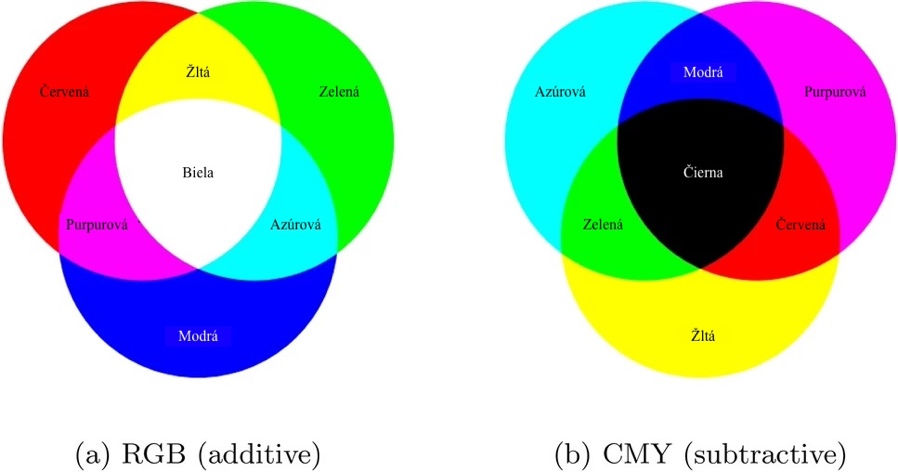 Žltá
Červená
Zelená
Biela
Purpurová
Azúrová
Modrá
(a) RGB (additive)
Modrá
Azúrová
Purpurová
Čierna
Zelená
Červená
Žltá
(b) CMY (subtractive)